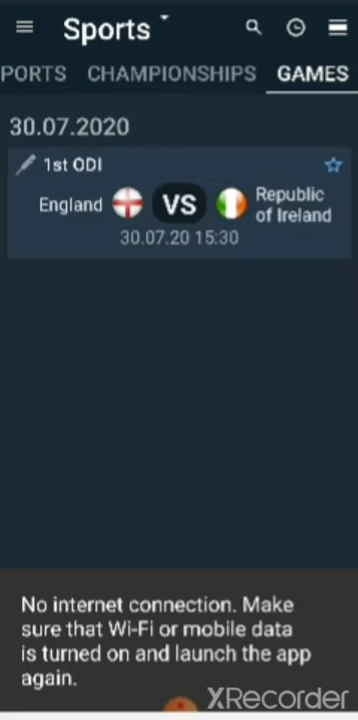 Sports
PORTS CHAMPIONSHIPS GAMES
30.07.2020
1st ODI
England VS Republic
of Ireland
30.07.20 15:30
No internet connection. Make
sure that Wi-Fi or mobile data
is turned on and launch the app
again.
XRecorder